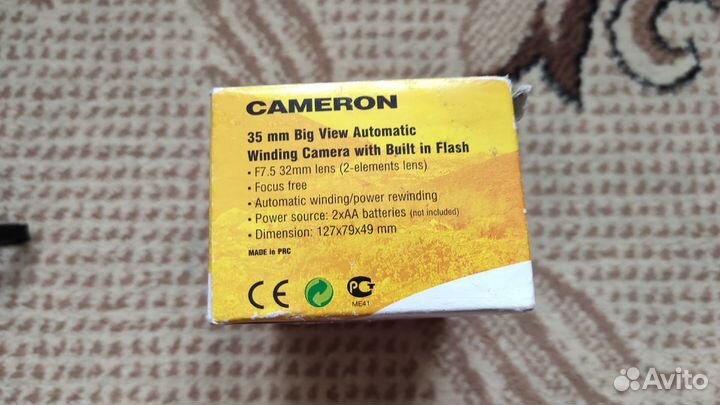 CAMERON
35 mm Big View Automatic
Winding Camera with Built in Flash
• F7.5 32mm lens (2-elements lens)
• Focus free
• Automatic winding/power rewinding
• Power source: 2xAA batteries (not included)
• Dimension: 127x79x49 mm
MADE in PRC
CE
PG
ME41
Avito